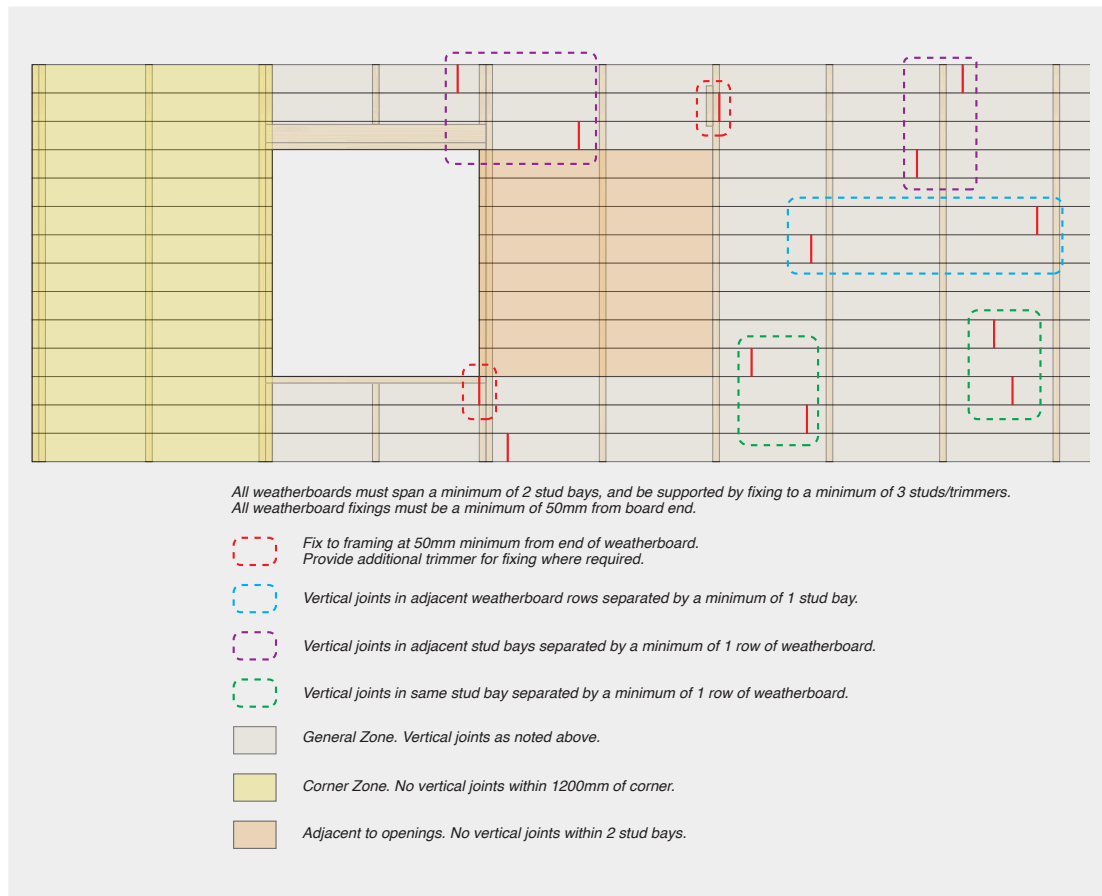 All weatherboards must span a minimum of 2 stud bays, and be supported by fixing to a minimum of 3 studs/trimmers.
All weatherboard fixings must be a minimum of 50mm from board end.
Fix to framing at 50mm minimum from end of weatherboard.
Provide additional trimmer for fixing where required.
Vertical joints in adjacent weatherboard rows separated by a minimum of 1 stud bay.
Vertical joints in adjacent stud bays separated by a minimum of 1 row of weatherboard.
Vertical joints in same stud bay separated by a minimum of 1 row of weatherboard.
General Zone. Vertical joints as noted above.
Corner Zone. No vertical joints within 1200mm of corner.
Adjacent to openings. No vertical joints within 2 stud bays.